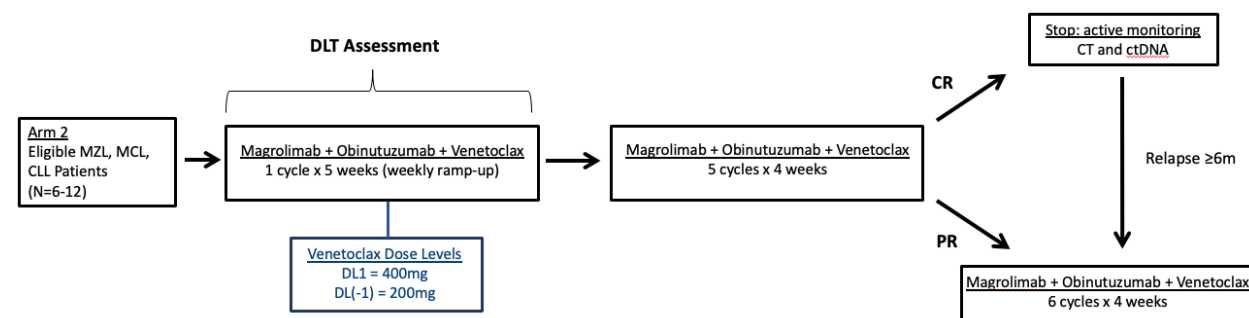 DLT Assessment
Arm 2
Eligible MZL, MCL,
CLL Patients
(N=6-12)
Magrolimab + Obinutuzumab + Venetoclax
1 cycle x 5 weeks (weekly ramp-up)
Venetoclax Dose Levels
DL1 = 400mg
DL(-1) = 200mg
Magrolimab + Obinutuzumab + Venetoclax
5 cycles x 4 weeks
CR
Stop: active monitoring
CT and ctDNA
Relapse ≥6m
PR
Magrolimab + Obinutuzumab + Venetoclax
6 cycles x 4 weeks